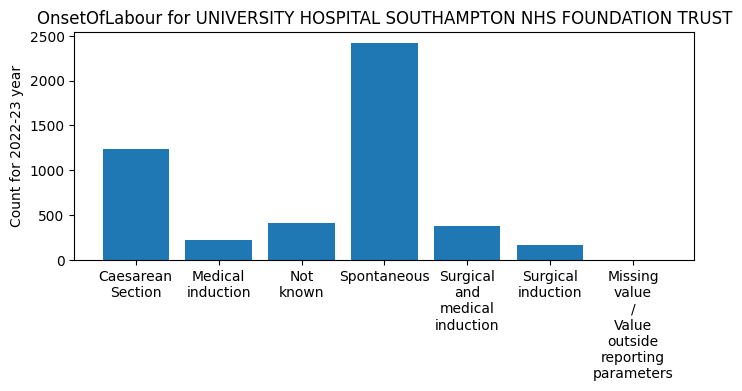 OnsetOfLabour for UNIVERSITY HOSPITAL SOUTHAMPTON NHS FOUNDATION TRUST
Count for 2022-23 year
2500
2000
1500
1000
500
0
Caesarean
Section
Medical
induction
Not
known
Spontaneous
Surgical
and
medical
induction
Surgical
induction
Missing
value
/
Value
outside
reporting
parameters